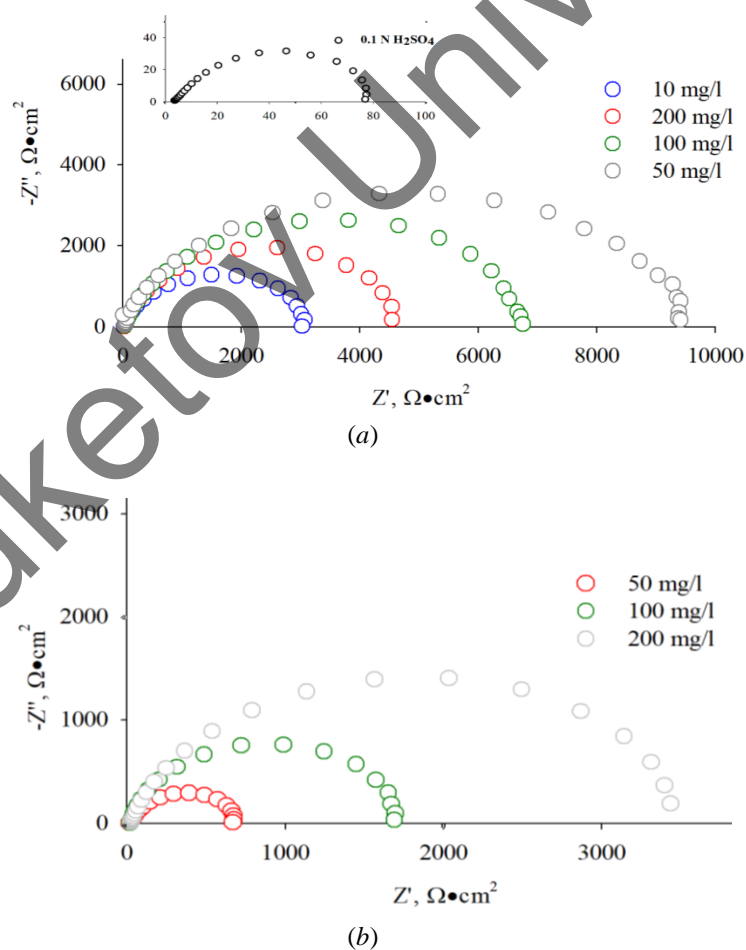 0.1 N H₂SO₄
40
20
0
0 20 40 60 80 100
6000
4000
2000
0
-Z'', Ω●cm²
10 mg/l
200 mg/l
100 mg/l
50 mg/l
0 2000 4000 6000 8000 10000
Z', Ω●cm²
(a)
3000
2000
1000
0
-Z'', Ω●cm²
50 mg/l
100 mg/l
200 mg/l
0 1000 2000 3000
Z', Ω●cm²
(b)
uketov Univ